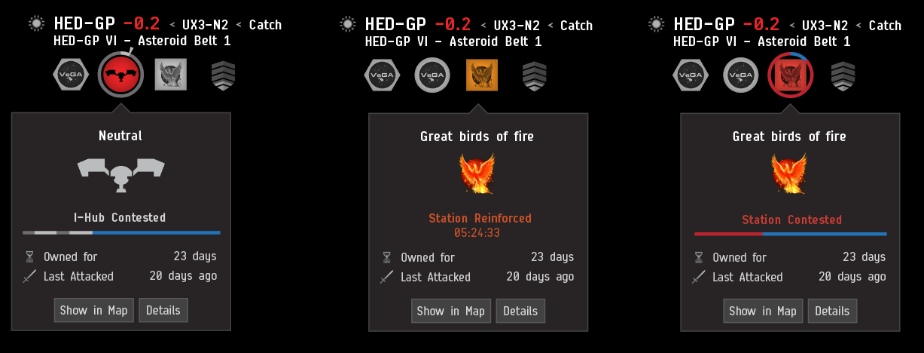 HED-GP -0.2 < UX3-N2 < Catch
HED-GP VI - Asteroid Belt 1
VeGA
Neutral
I-Hub Contested
Owned for 23 days
Last Attacked 20 days ago
Show in Map Details
HED-GP -0.2 < UX3-N2 < Catch
HED-GP VI - Asteroid Belt 1
VeGA VeGA
Great birds of fire
Station Reinforced
05:24:33
Owned for 23 days
Last Attacked 20 days ago
Show in Map Details
HED-GP -0.2 < UX3-N2 < Catch
HED-GP VI - Asteroid Belt 1
VeGA VeGA
Great birds of fire
Station Contested
Owned for 23 days
Last Attacked 20 days ago
Show in Map Details